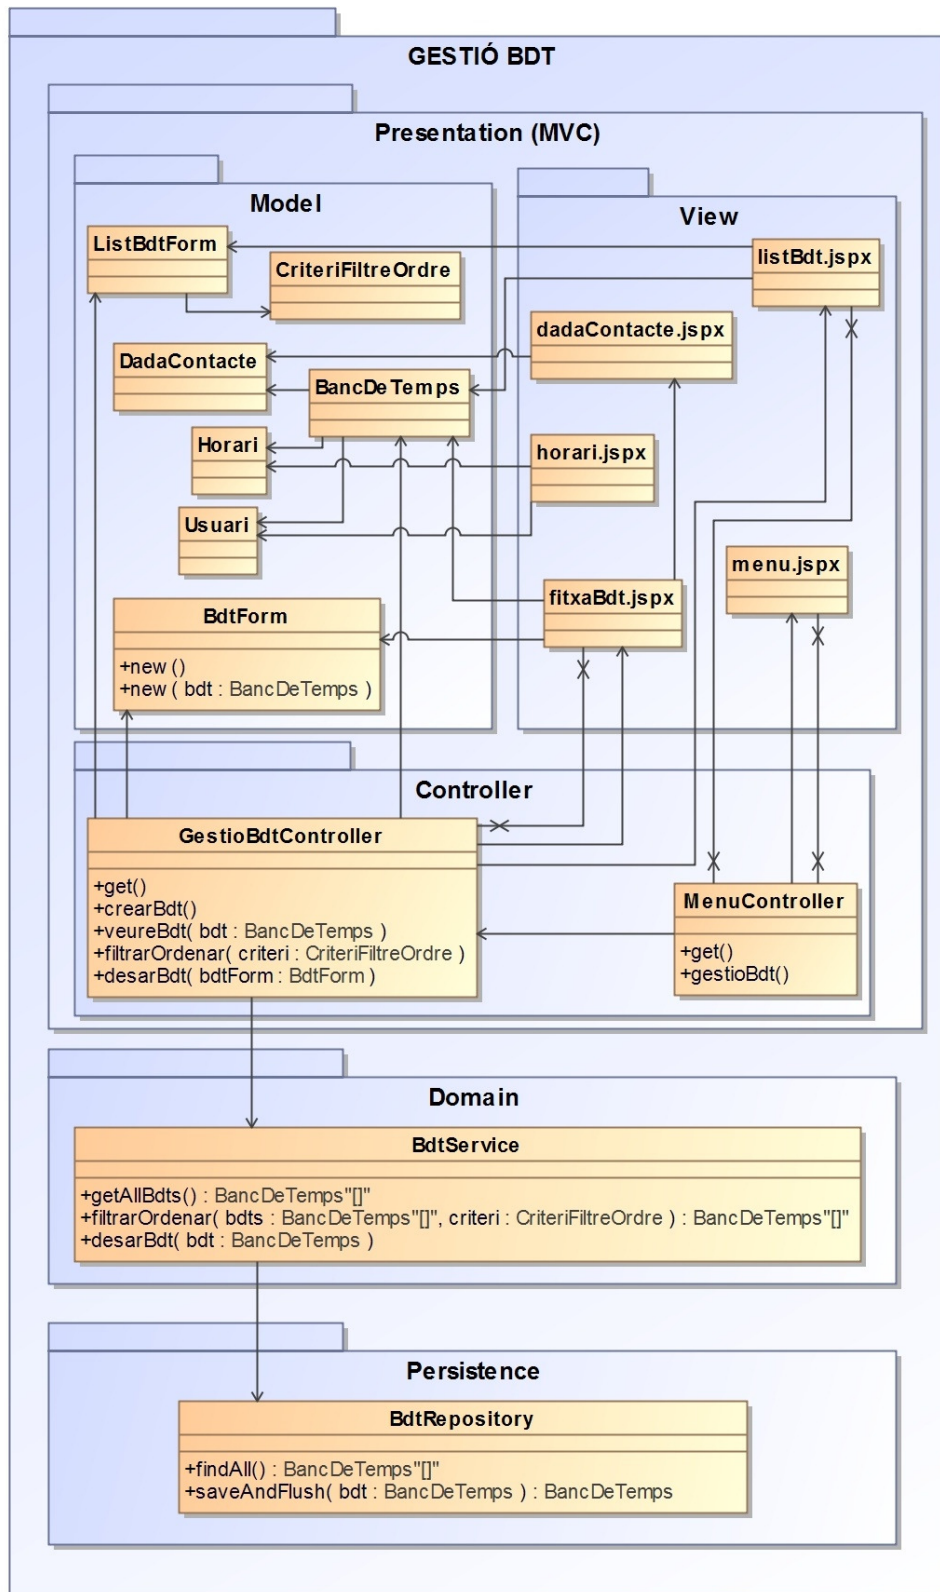 GESTIÓ BDT
Presentation (MVC)
Model
ListBdtForm
CriteriFiltreOrdre
DadaContacte
BancDeTemps
Horari
Usuari
BdtForm
+new ()
+new ( bdt : BancDeTemps )
View
listBdt.jspx
dadaContacte.jspx
horari.jspx
menu.jspx
fitxaBdt.jspx
Controller
GestioBdtController
+get()
+crearBdt()
+veureBdt( bdt : BancDeTemps )
+filtrarOrdenar( criteri : CriteriFiltreOrdre )
+desarBdt( bdtForm : BdtForm )
MenuController
+get()
+gestioBdt()
Domain
BdtService
+getAllBdts() : BancDeTemps"[]"
+filtrarOrdenar( bdts : BancDeTemps"[]", criteri : CriteriFiltreOrdre ) : BancDeTemps"[]"
+desarBdt( bdt : BancDeTemps )
Persistence
BdtRepository
+findAll() : BancDeTemps"[]"
+saveAndFlush( bdt : BancDeTemps ) : BancDeTemps